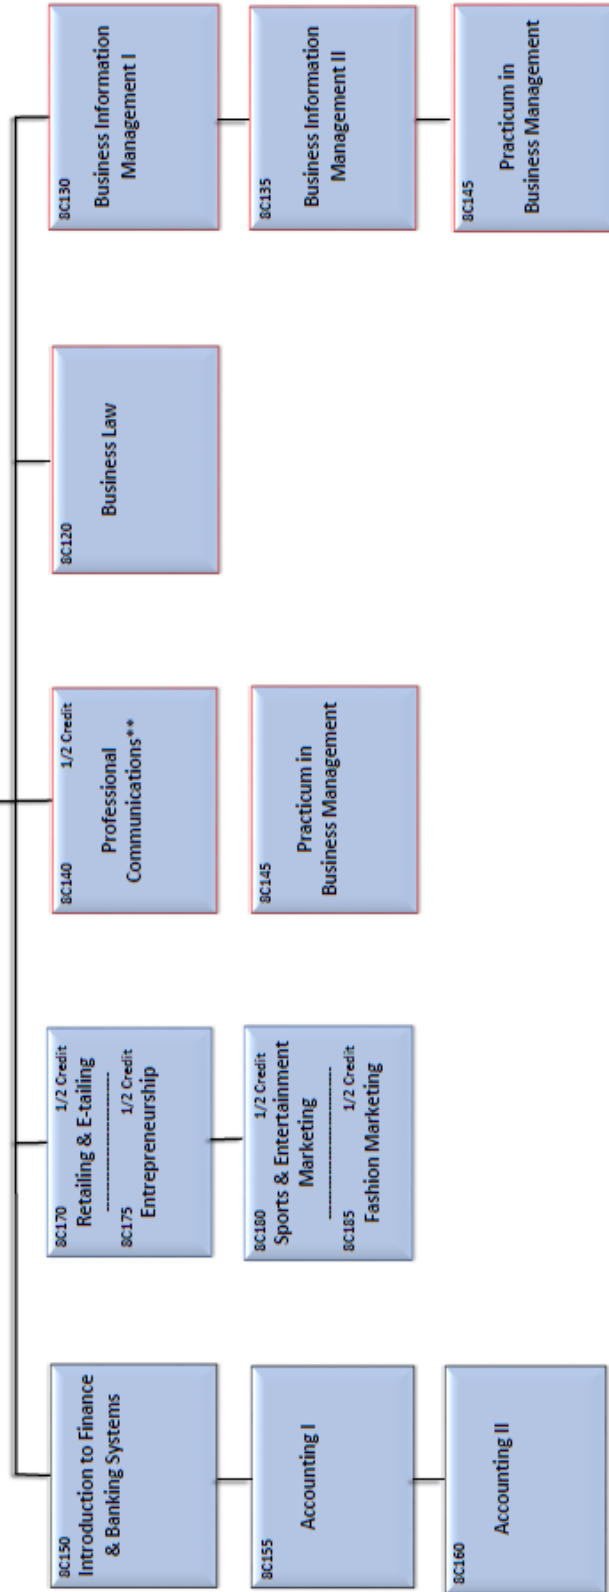 8C150
Introduction to Finance
& Banking Systems
8C155
Accounting I
8C160
Accounting II
8C170 1/2 Credit
Retailing & E-tailing
8C175 1/2 Credit
Entrepreneurship
8C180 1/2 Credit
Sports & Entertainment
Marketing
8C185 1/2 Credit
Fashion Marketing
8C140 1/2 Credit
Professional
Communications**
8C145
Practicum in
Business Management
8C120
Business Law
8C130
Business Information
Management I
8C135
Business Information
Management II
8C145
Practicum in
Business Management